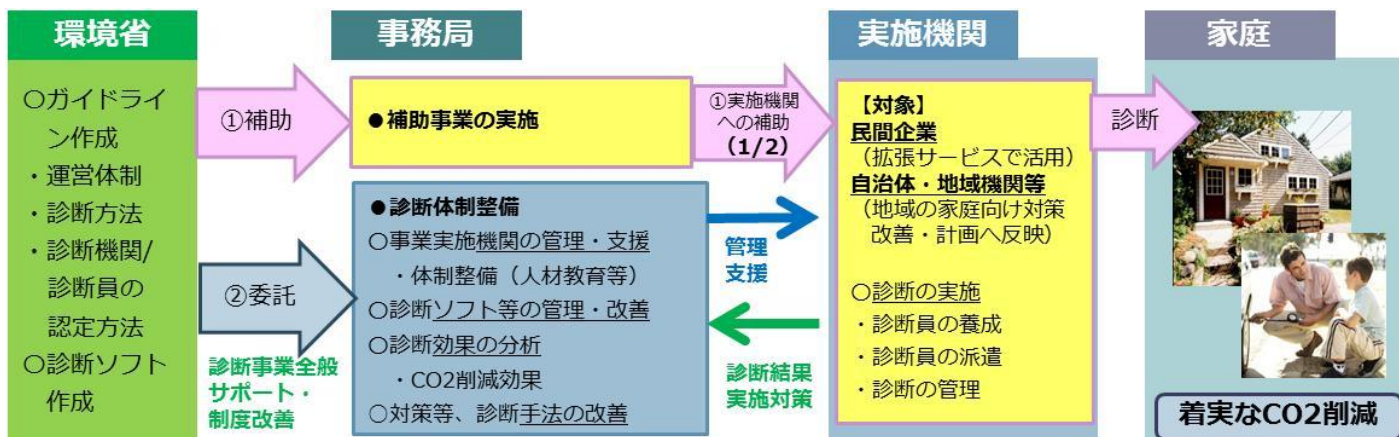 環境省
○ガイドライ
ン作成
・運営体制
・診断方法
・診断機関/
診断員の
認定方法
○診断ソフト
作成
①補助
②委託
診断事業全般
サポート・
制度改善
事務局
●補助事業の実施
●診断体制整備
○事業実施機関の管理・支援
・体制整備（人材教育等）
○診断ソフト等の管理・改善
○診断効果の分析
・CO2削減効果
○対策等、診断手法の改善
①実施機関
への補助
(1/2)
管理
支援
診断結果
実施対策
実施機関
【対象】
民間企業
（拡張サービスで活用）
自治体・地域機関等
（地域の家庭向け対策
改善・計画へ反映）
○診断の実施
・診断員の養成
・診断員の派遣
・診断の管理
診断
家庭
着実なCO2削減